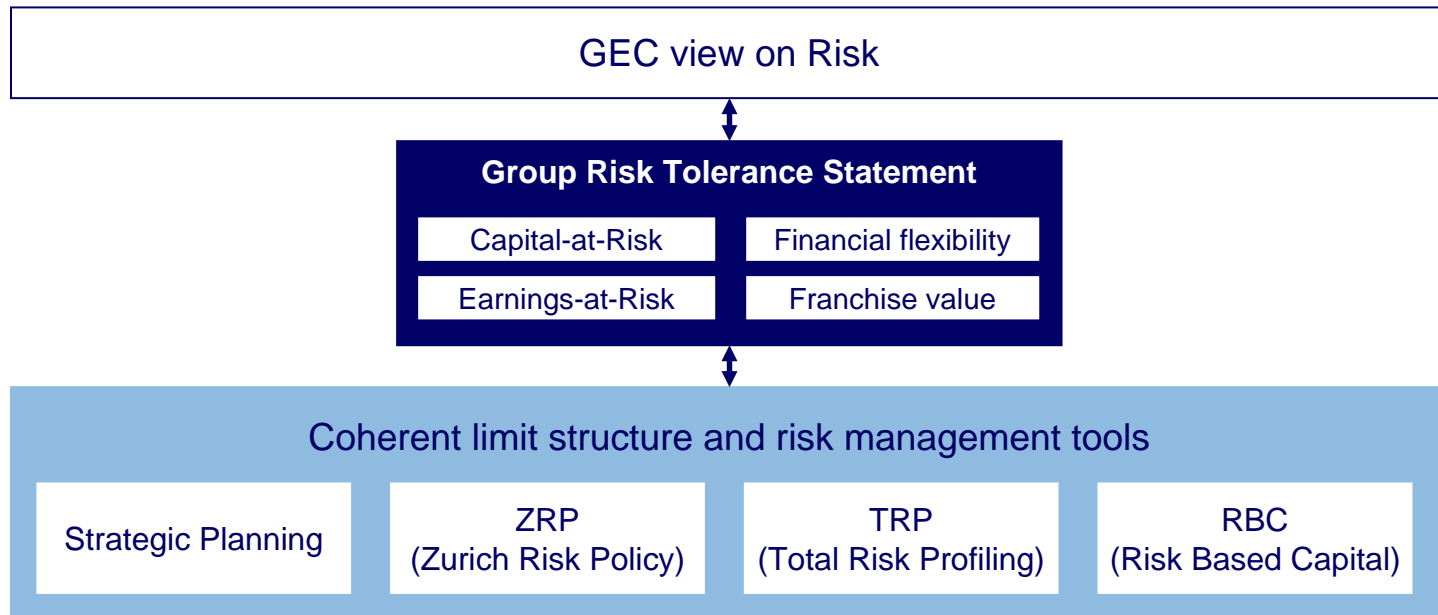 GEC view on Risk
Group Risk Tolerance Statement
Capital-at-Risk
Financial flexibility
Earnings-at-Risk
Franchise value
Coherent limit structure and risk management tools
Strategic Planning
ZRP
(Zurich Risk Policy)
TRP
(Total Risk Profiling)
RBC
(Risk Based Capital)